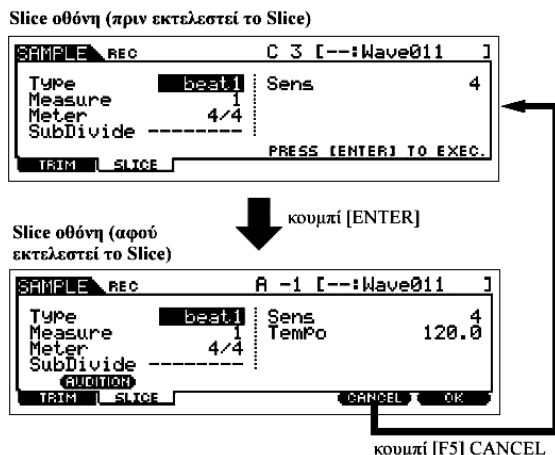 Slice οθόνη (πριν εκτελεστεί το Slice)
SAMPLE REC C 3 [--:Wave011 ]
Type beat1 Sens 4
Measure 1
Meter 4/4
SubDivide --------
PRESS [ENTER] TO EXEC.
TRIM SLICE
κουμπί [ENTER]
Slice οθόνη (αφού
εκτελεστεί το Slice)
SAMPLE REC A -1 [--:Wave011 ]
Type beat1 Sens 4
Measure 1 Tempo 120.0
Meter 4/4
SubDivide --------
AUDITION
TRIM SLICE CANCEL OK
κουμπί [F5] CANCEL